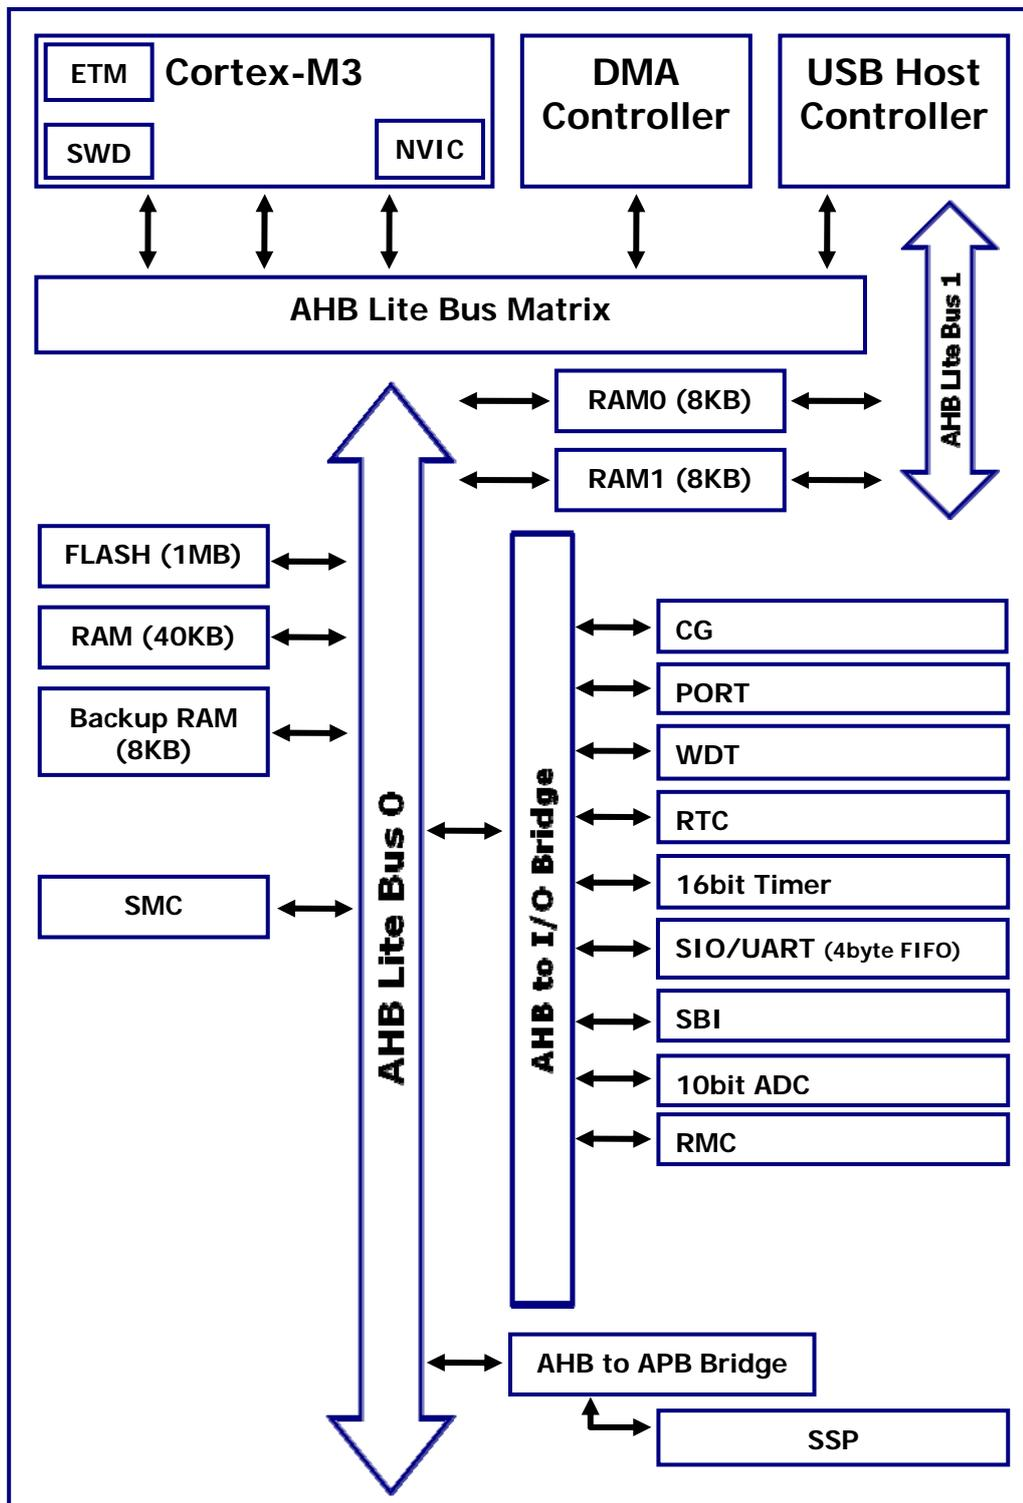 ETM
Cortex-M3
SWD
NVIC
DMA
Controller
USB Host
Controller
AHB Lite Bus Matrix
AHB Lite Bus 1
RAM0 (8KB)
RAM1 (8KB)
FLASH (1MB)
RAM (40KB)
Backup RAM
(8KB)
SMC
AHB Lite Bus 0
AHB to I/O Bridge
CG
PORT
WDT
RTC
16bit Timer
SIO/UART (4byte FIFO)
SBI
10bit ADC
RMC
AHB to APB Bridge
SSP